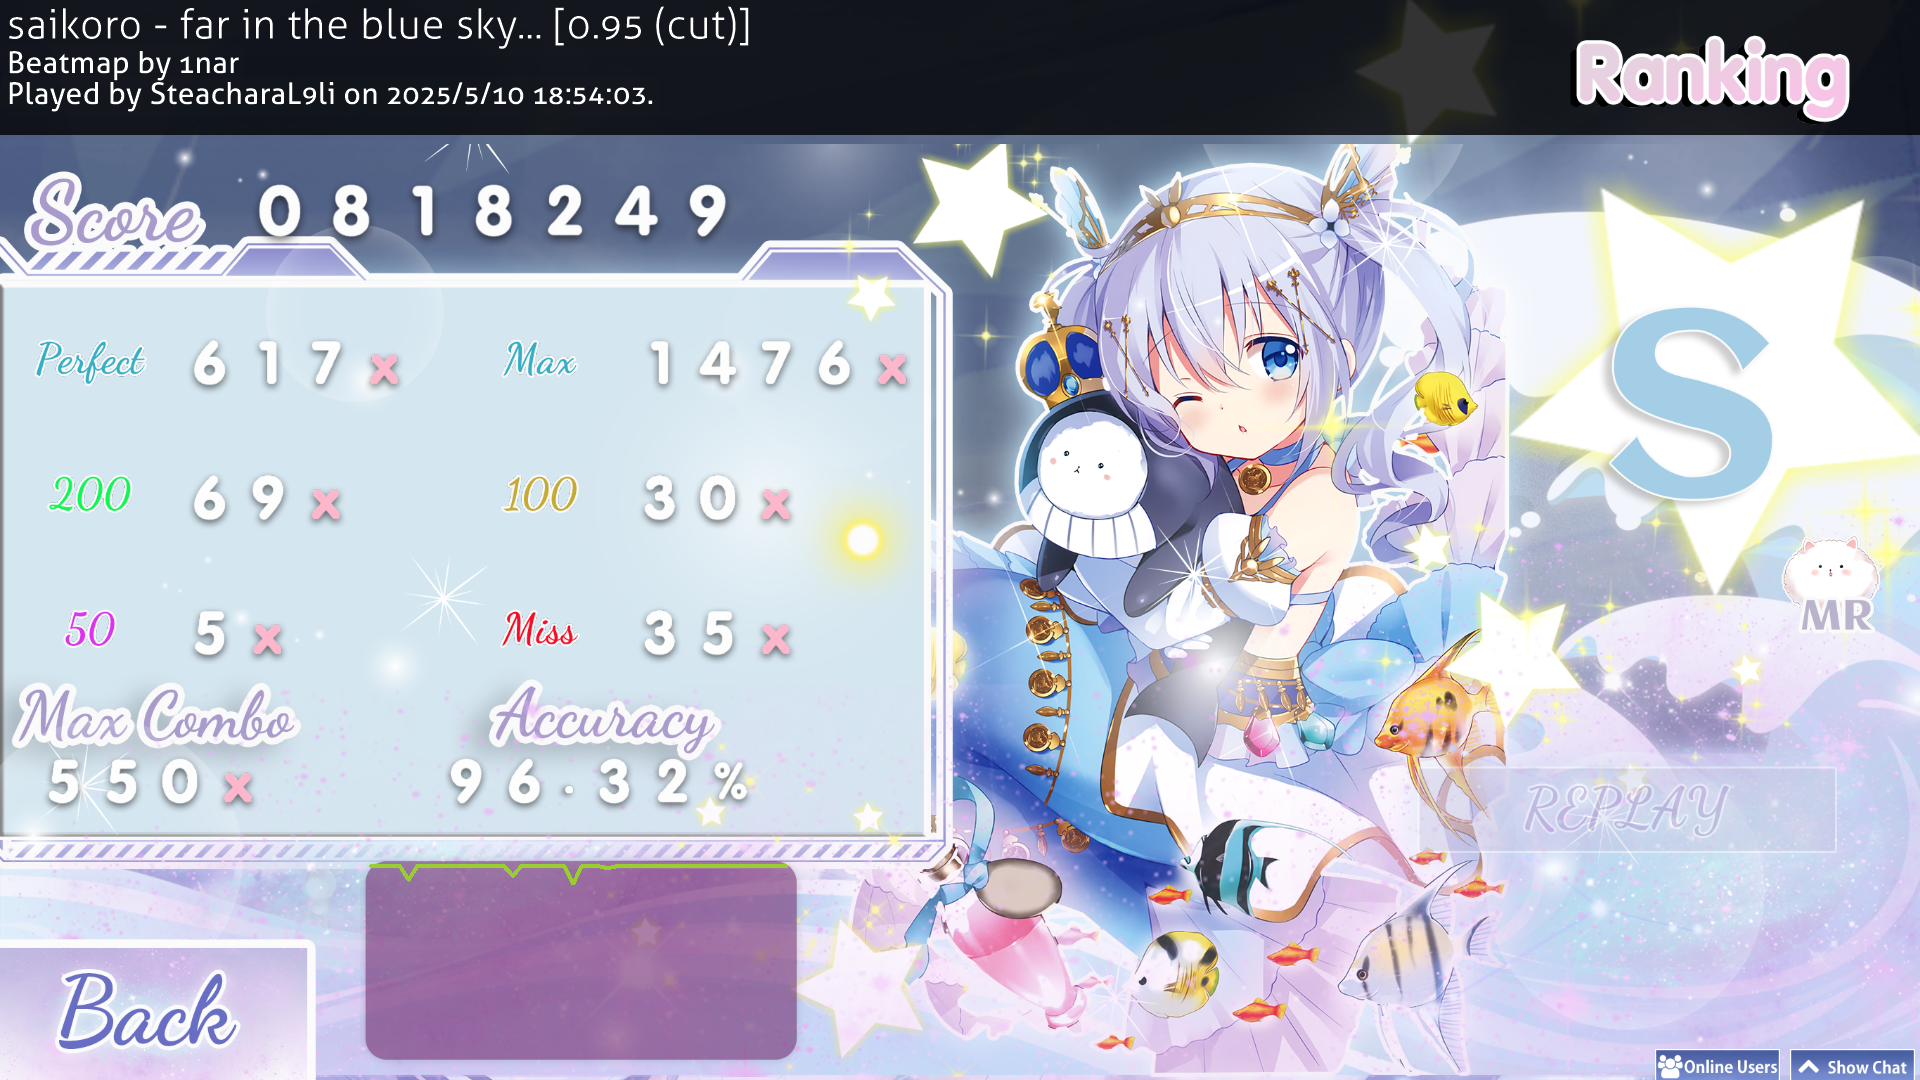 saikoro - far in the blue sky... [0.95 (cut)]
Beatmap by 1nar
Played by SteacharaL9li on 2025/5/10 18:54:03.
Ranking
Score 0818249
Perfect 617x Max 1476x
200 69x 100 30x
50 5x Miss 35x
Max Combo Accuracy
550x 96.32%
S
MR
REPLAY
Back
Online Users Show Chat